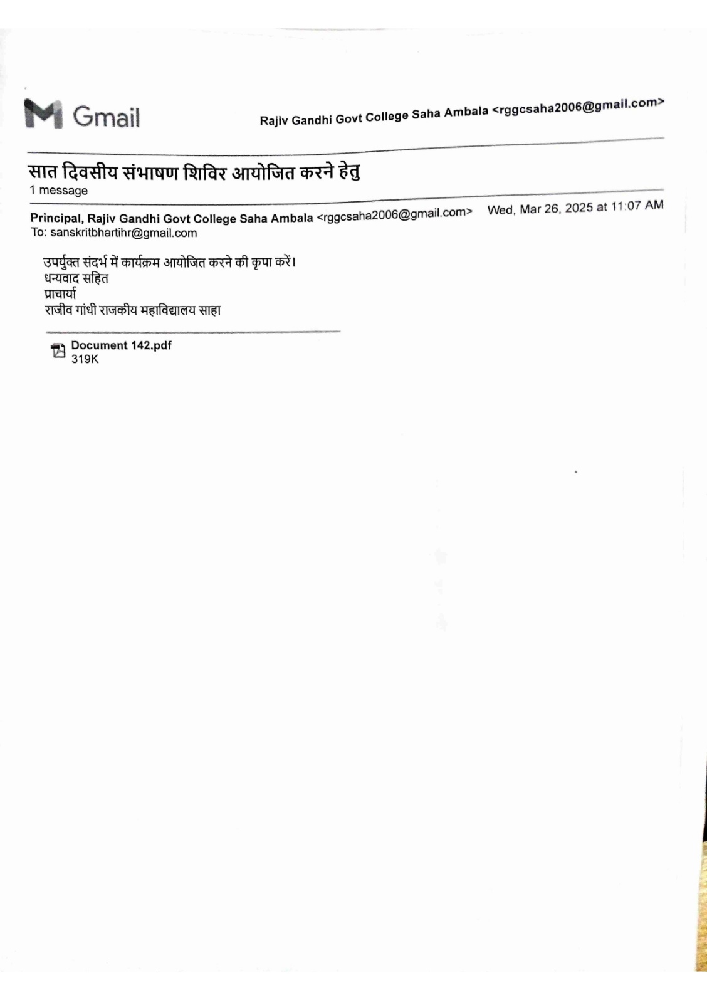 Gmail
Rajiv Gandhi Govt College Saha Ambala <rggcsaha2006@gmail.com>
सात दिवसीय संभाषण शिविर आयोजित करने हेतु
1 message
Principal, Rajiv Gandhi Govt College Saha Ambala <rggcsaha2006@gmail.com> Wed, Mar 26, 2025 at 11:07 AM
To: sanskritbhartihr@gmail.com
उपर्युक्त संदर्भ में कार्यक्रम आयोजित करने की कृपा करें।
धन्यवाद सहित
प्राचार्या
राजीव गांधी राजकीय महाविद्यालय साहा
Document 142.pdf
319K